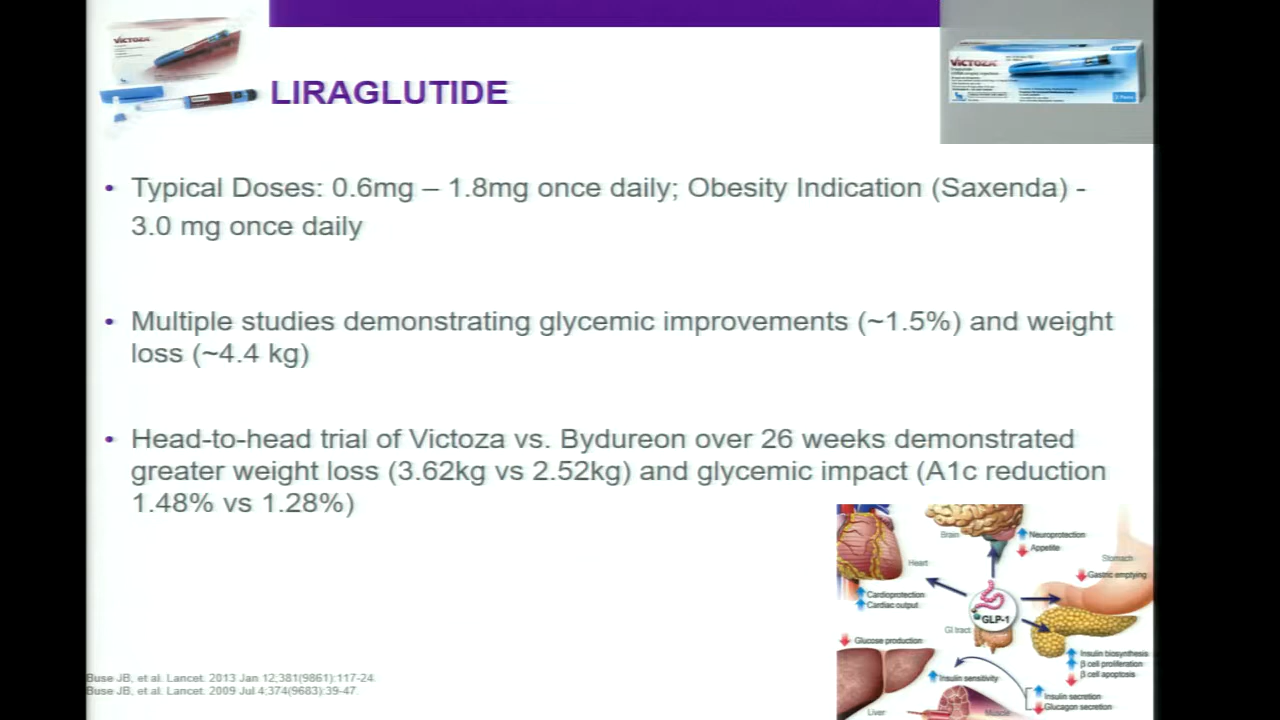 VICTOZA
VICTOZA
LIRAGLUTIDE
• Typical Doses: 0.6mg – 1.8mg once daily; Obesity Indication (Saxenda) -
3.0 mg once daily
• Multiple studies demonstrating glycemic improvements (~1.5%) and weight
loss (~4.4 kg)
• Head-to-head trial of Victoza vs. Bydureon over 26 weeks demonstrated
greater weight loss (3.62kg vs 2.52kg) and glycemic impact (A1c reduction
1.48% vs 1.28%)
Brain
Neuroprotection
Appetite
Heart
Stomach
Gastric emptying
Cardioprotection
Cardiac output
GLP-1
GI tract
Glucose production
Insulin biosynthesis
β cell proliferation
β cell apoptosis
Insulin sensitivity
Insulin secretion
Glucagon secretion
Liver
Muscle
Buse JB, et al. Lancet. 2013 Jan 12;381(9861):117-24.
Buse JB, et al. Lancet. 2009 Jul 4;374(9683):39-47.